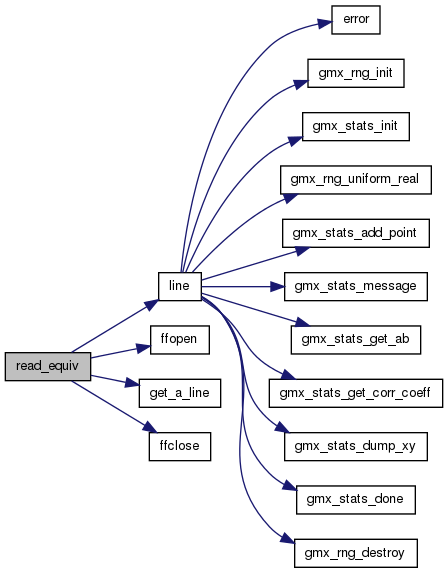 error
gmx_rng_init
gmx_stats_init
gmx_rng_uniform_real
gmx_stats_add_point
line
gmx_stats_message
ffopen
gmx_stats_get_ab
read_equiv
get_a_line
gmx_stats_get_corr_coeff
ffclose
gmx_stats_dump_xy
gmx_stats_done
gmx_rng_destroy